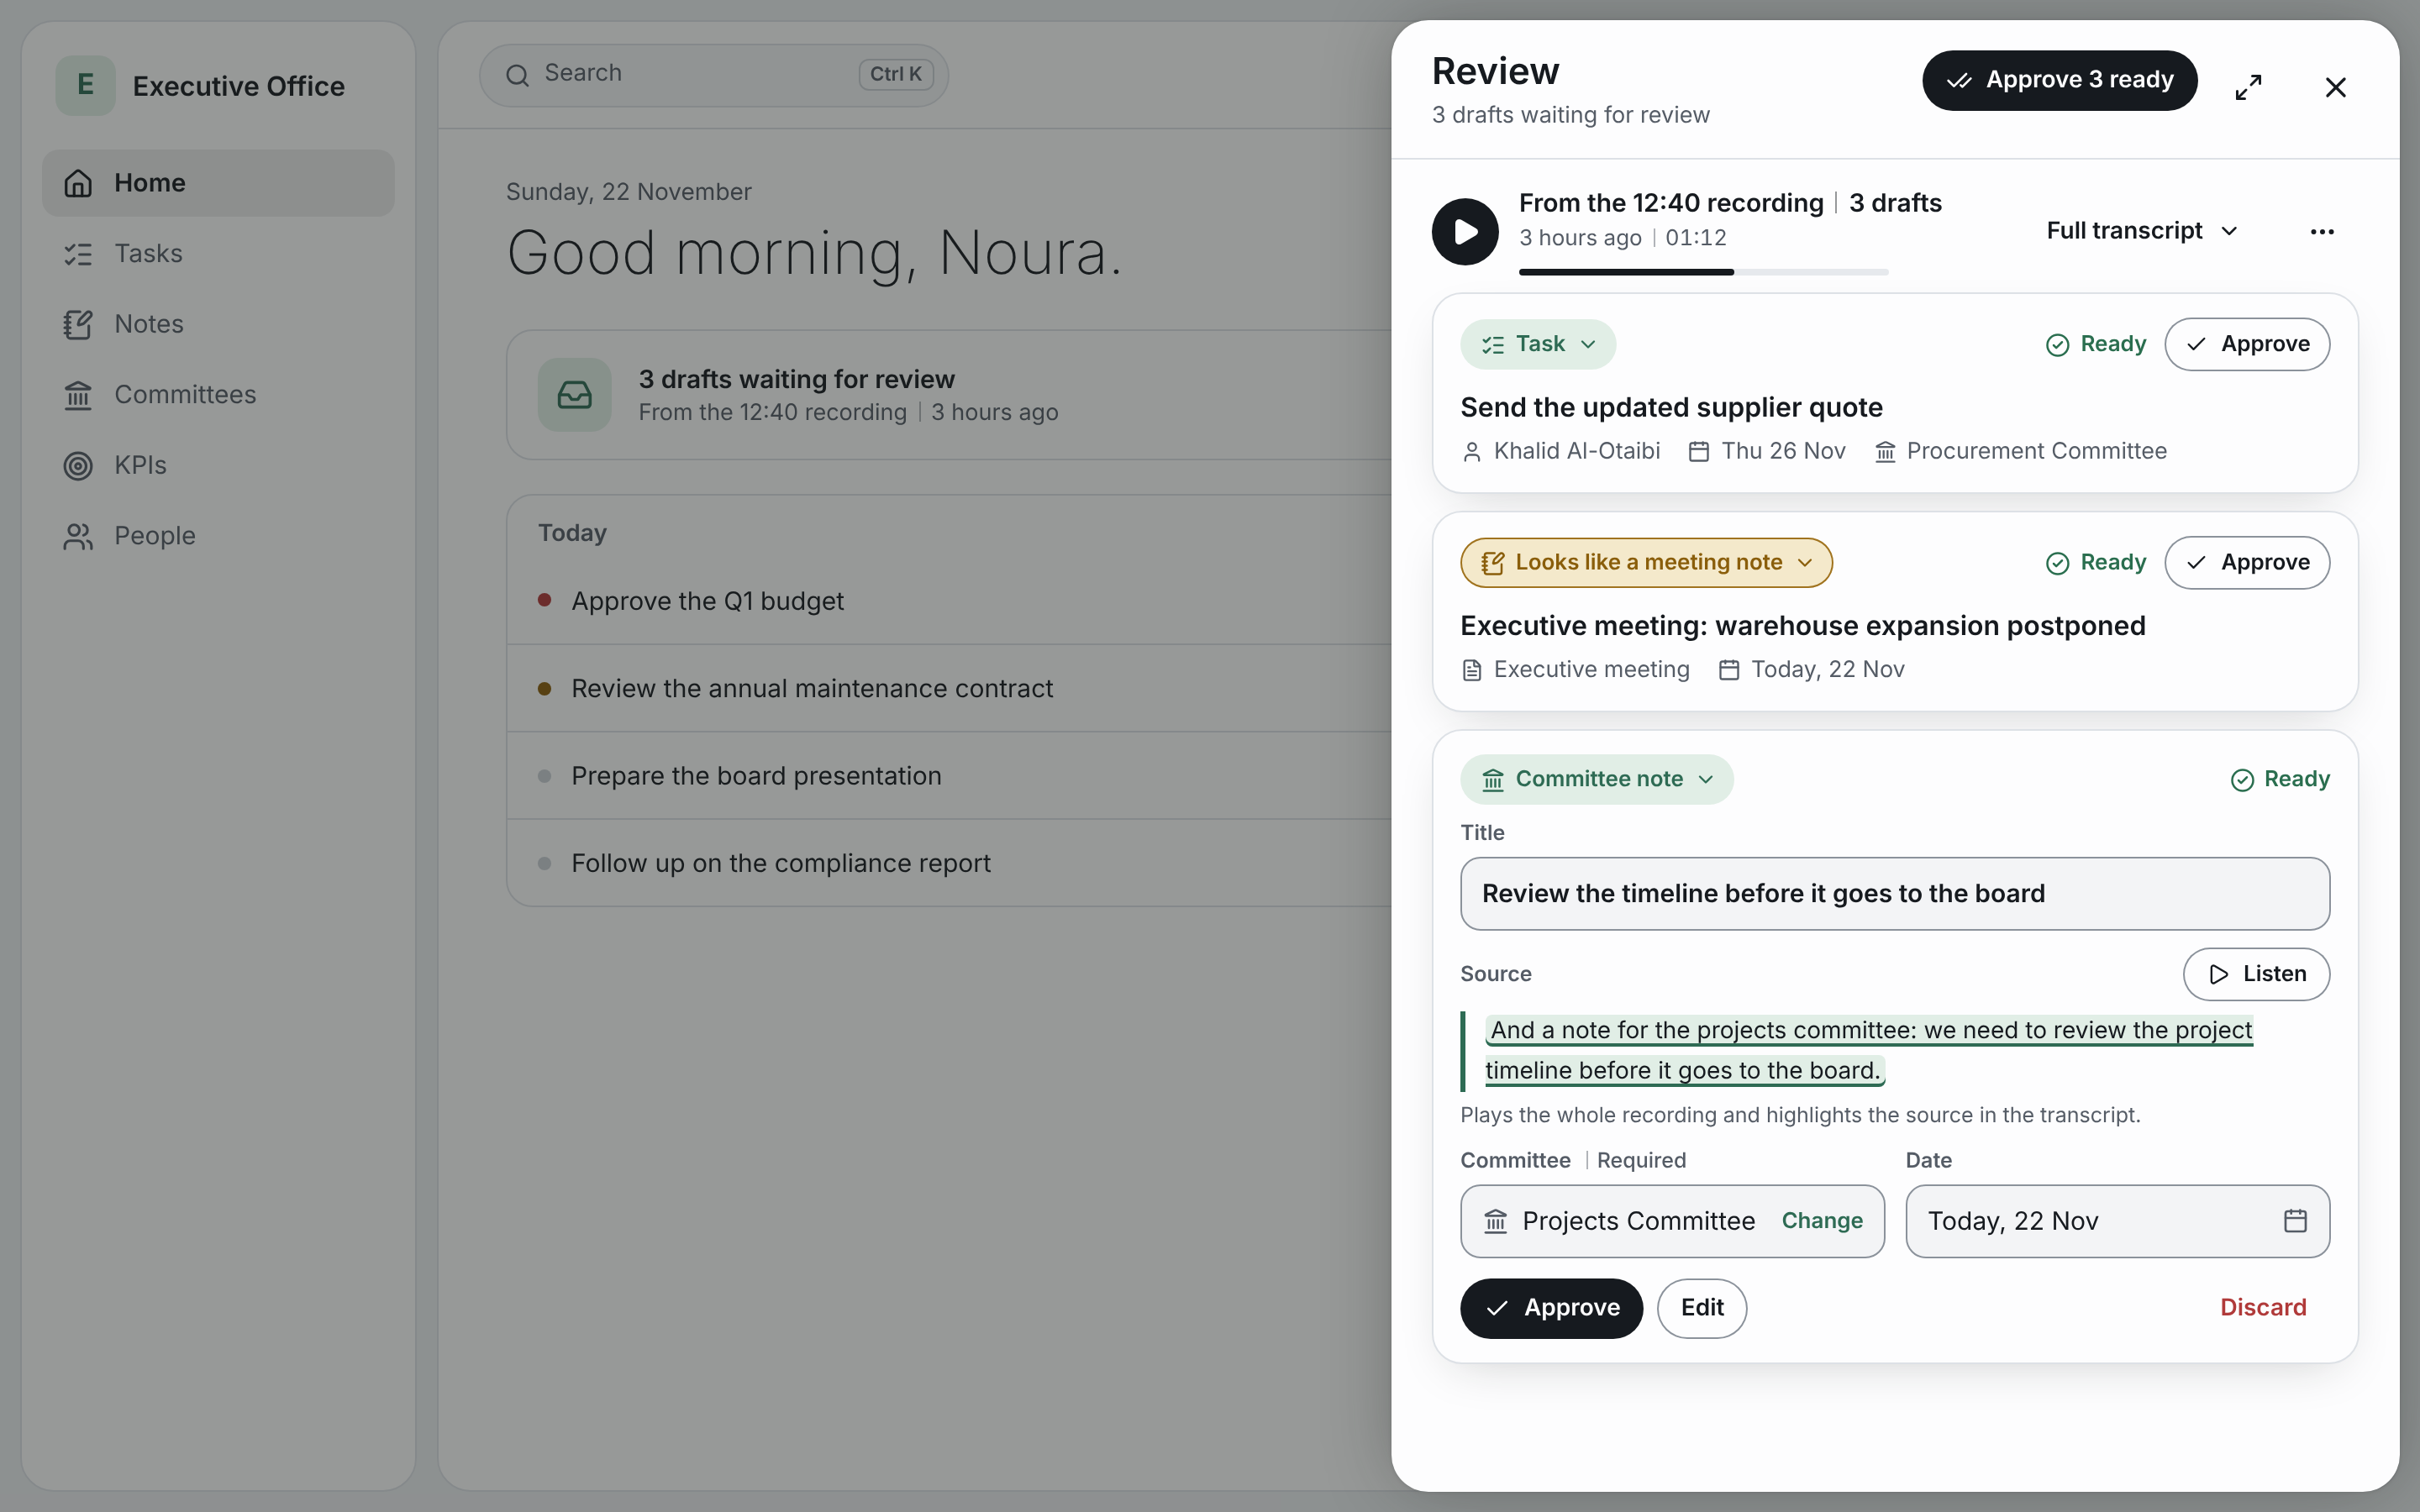 E Executive Office
Home
Tasks
Notes
Committees
KPIs
People
Search Ctrl K
Sunday, 22 November
Good morning, Noura.
3 drafts waiting for review
From the 12:40 recording | 3 hours ago
Today
Approve the Q1 budget
Review the annual maintenance contract
Prepare the board presentation
Follow up on the compliance report
Review
3 drafts waiting for review
Approve 3 ready
From the 12:40 recording | 3 drafts
3 hours ago | 01:12
Full transcript
Task
Ready
Approve
Send the updated supplier quote
Khalid Al-Otaibi Thu 26 Nov Procurement Committee
Looks like a meeting note
Ready
Approve
Executive meeting: warehouse expansion postponed
Executive meeting Today, 22 Nov
Committee note
Ready
Title
Review the timeline before it goes to the board
Source
Listen
And a note for the projects committee: we need to review the project
timeline before it goes to the board.
Plays the whole recording and highlights the source in the transcript.
Committee | Required
Date
Projects Committee Change
Today, 22 Nov
Approve
Edit
Discard